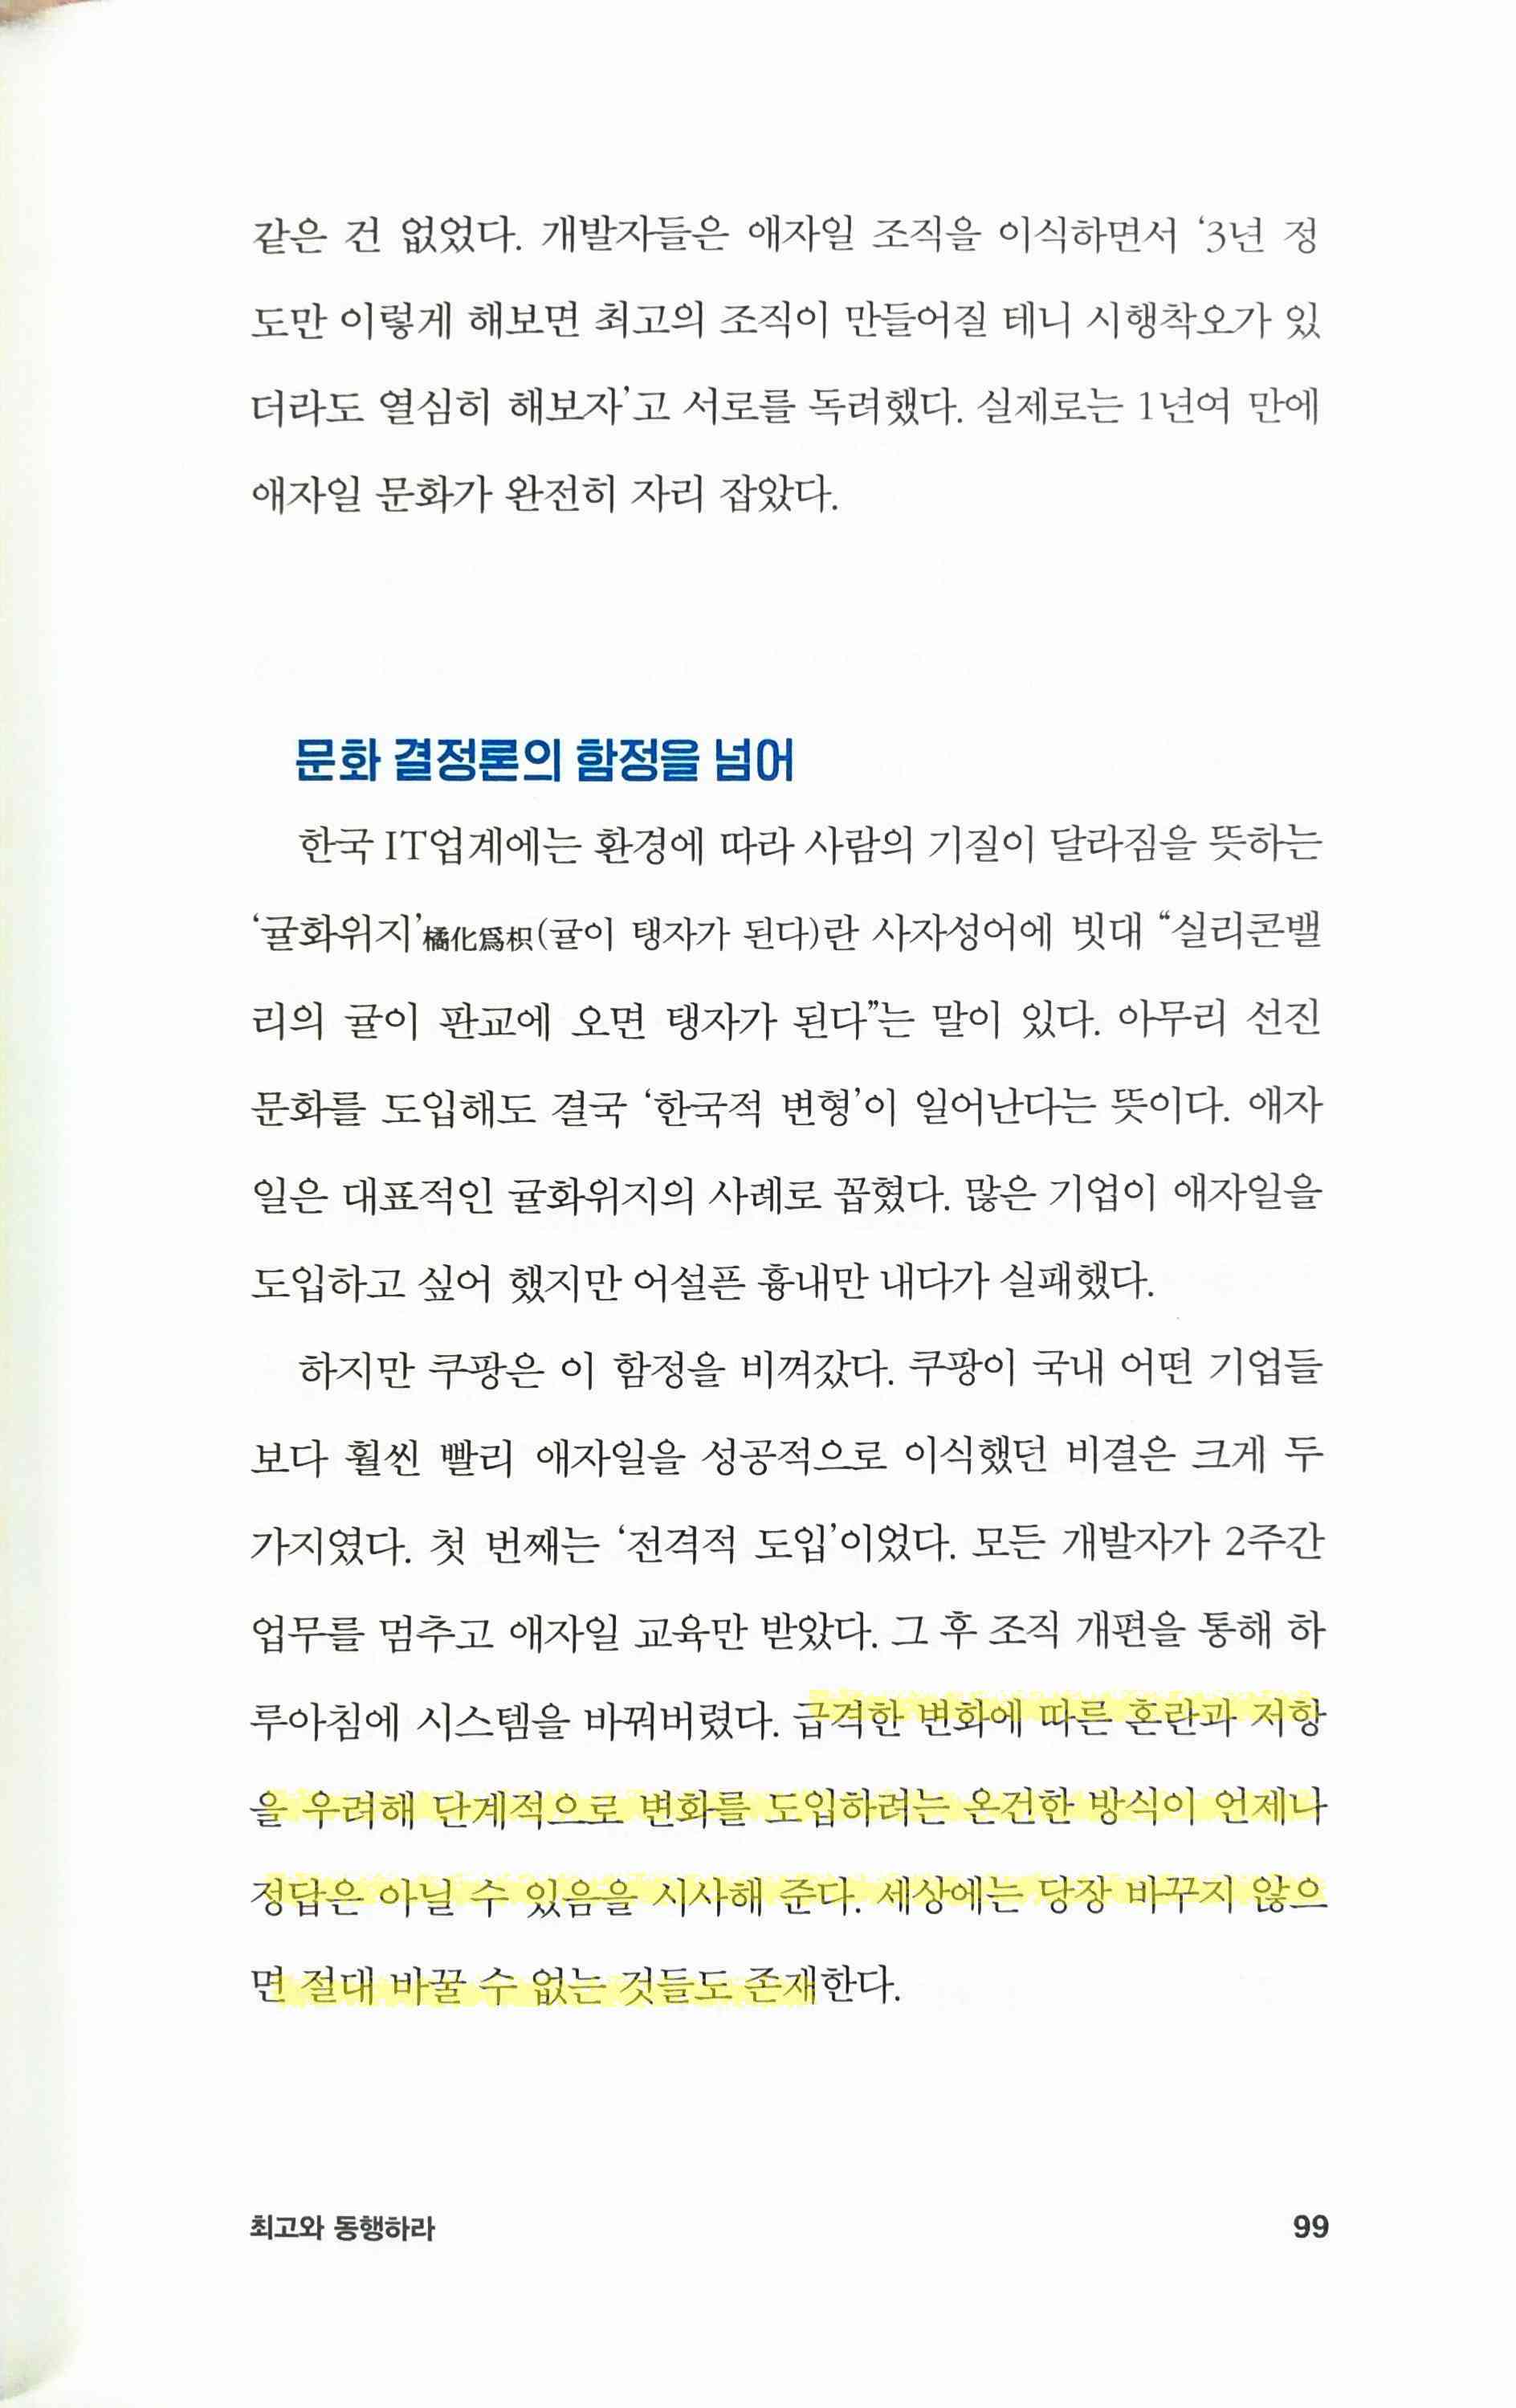 같은 건 없었다. 개발자들은 애자일 조직을 이식하면서 ‘3년 정
도만 이렇게 해보면 최고의 조직이 만들어질 테니 시행착오가 있
더라도 열심히 해보자’고 서로를 독려했다. 실제로는 1년여 만에
애자일 문화가 완전히 자리 잡았다.
문화 결정론의 함정을 넘어
한국 IT업계에는 환경에 따라 사람의 기질이 달라짐을 뜻하는
‘귤화위지’橘化爲枳(귤이 탱자가 된다)란 사자성어에 빗대 “실리콘밸
리의 귤이 판교에 오면 탱자가 된다”는 말이 있다. 아무리 선진
문화를 도입해도 결국 ‘한국적 변형’이 일어난다는 뜻이다. 애자
일은 대표적인 귤화위지의 사례로 꼽혔다. 많은 기업이 애자일을
도입하고 싶어 했지만 어설픈 흉내만 내다가 실패했다.
하지만 쿠팡은 이 함정을 비껴갔다. 쿠팡이 국내 어떤 기업들
보다 훨씬 빨리 애자일을 성공적으로 이식했던 비결은 크게 두
가지였다. 첫 번째는 ‘전격적 도입’이었다. 모든 개발자가 2주간
업무를 멈추고 애자일 교육만 받았다. 그 후 조직 개편을 통해 하
루아침에 시스템을 바꿔버렸다. 급격한 변화에 따른 혼란과 저항
을 우려해 단계적으로 변화를 도입하려는 온건한 방식이 언제나
정답은 아닐 수 있음을 시사해 준다. 세상에는 당장 바꾸지 않으
면 절대 바꿀 수 없는 것들도 존재한다.
최고와 동행하라
99